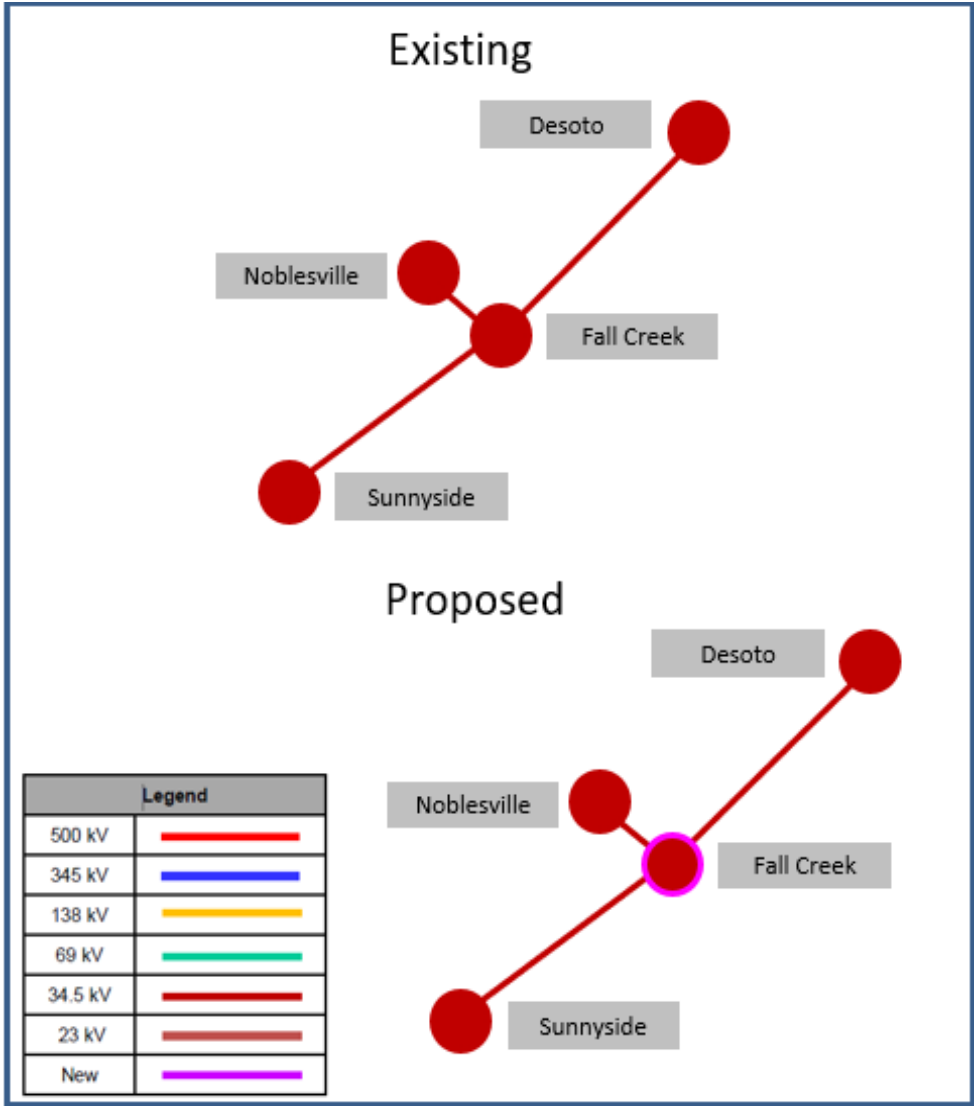 Existing
Desoto
Noblesville
Fall Creek
Sunnyside
Proposed
Desoto
Noblesville
Fall Creek
Sunnyside
Legend
500 kV
345 kV
138 kV
69 kV
34.5 kV
23 kV
New